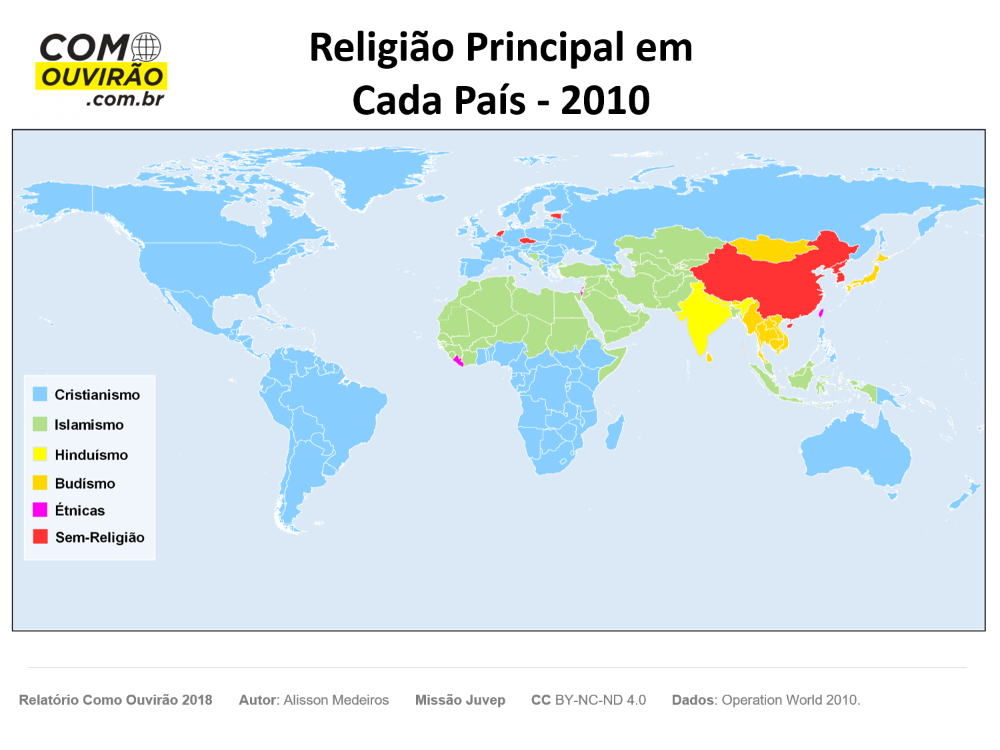 COMO
OUVIRÃO
.com.br
Religião Principal em
Cada País - 2010
Cristianismo
Islamismo
Hinduísmo
Budísmo
Étnicas
Sem-Religião
Relatório Como Ouvirão 2018 Autor: Alisson Medeiros Missão Juvep CC BY-NC-ND 4.0 Dados: Operation World 2010.